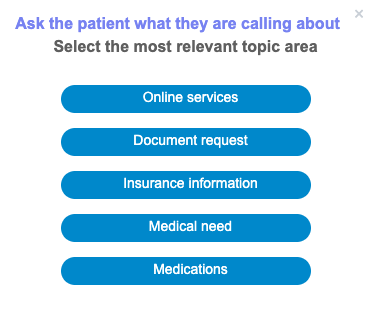 Ask the patient what they are calling about
Select the most relevant topic area
Online services
Document request
Insurance information
Medical need
Medications